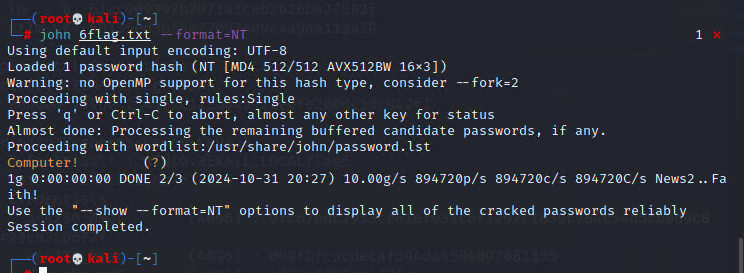 ┌──(root💀kali)-[~]
└─# john 6flag.txt --format=NT 1 ⨯
Using default input encoding: UTF-8
Loaded 1 password hash (NT [MD4 512/512 AVX512BW 16×3])
Warning: no OpenMP support for this hash type, consider --fork=2
Proceeding with single, rules:Single
Press 'q' or Ctrl-C to abort, almost any other key for status
Almost done: Processing the remaining buffered candidate passwords, if any.
Proceeding with wordlist:/usr/share/john/password.lst
Computer! (?)
1g 0:00:00:00 DONE 2/3 (2024-10-31 20:27) 10.00g/s 894720p/s 894720c/s 894720C/s News2..Fa
ith!
Use the "--show --format=NT" options to display all of the cracked passwords reliably
Session completed.
┌──(root💀kali)-[~]
└─#